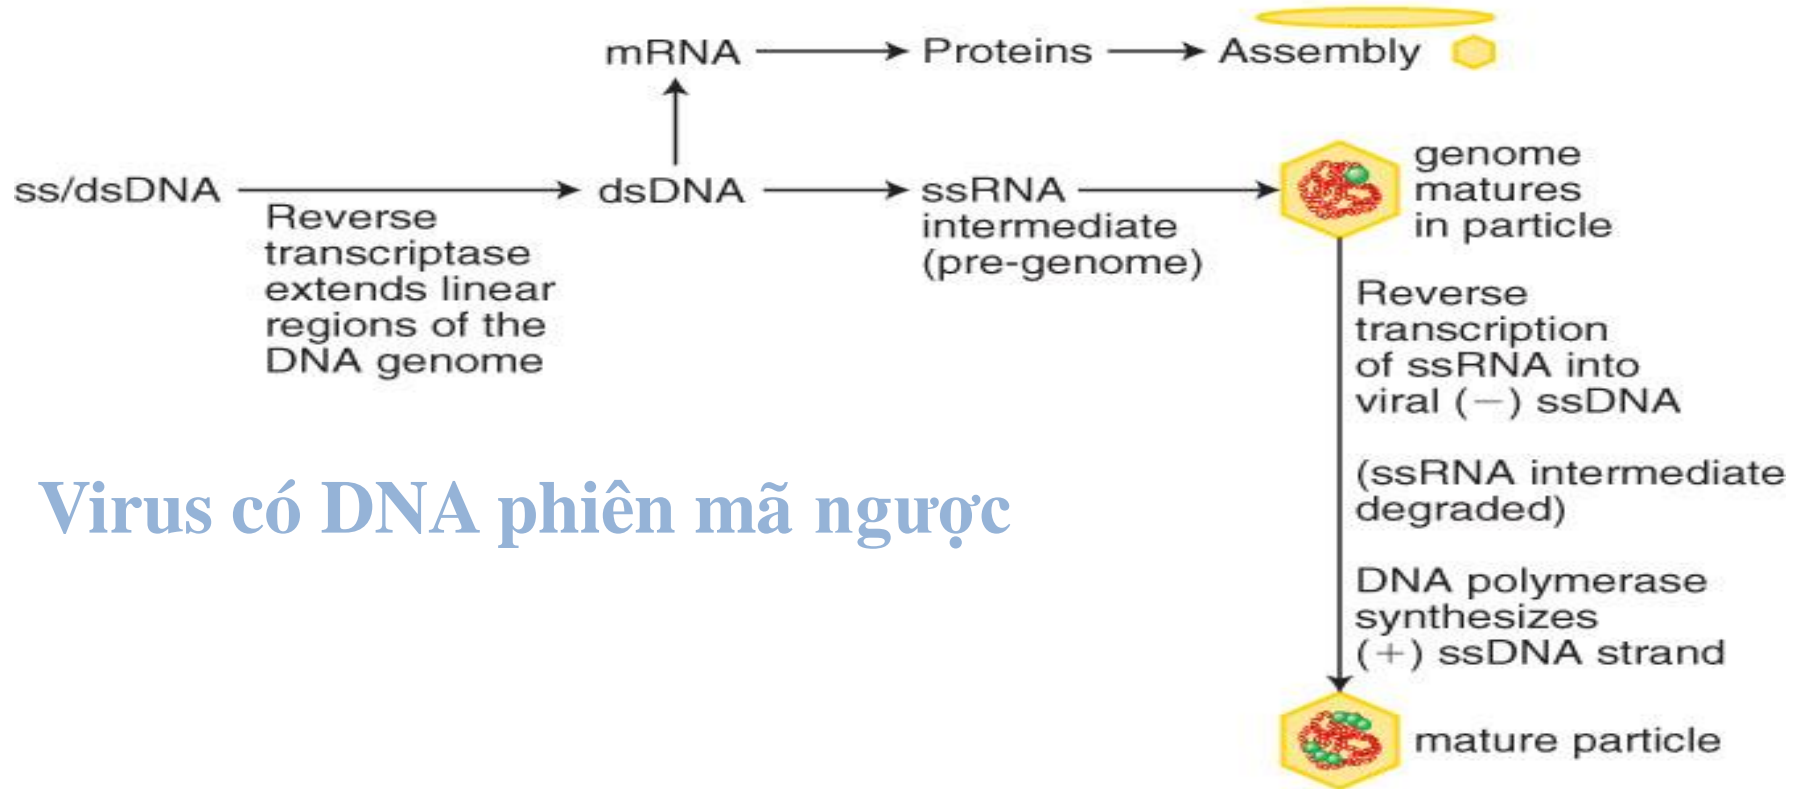 mRNA Proteins Assembly
ss/dsDNA dsDNA ssRNA
intermediate
(pre-genome)
Reverse
transcriptase
extends linear
regions of the
DNA genome
genome
matures
in particle
Reverse
transcription
of ssRNA into
viral (−) ssDNA
(ssRNA intermediate
degraded)
DNA polymerase
synthesizes
(+) ssDNA strand
mature particle
Virus có DNA phiên mã ngược